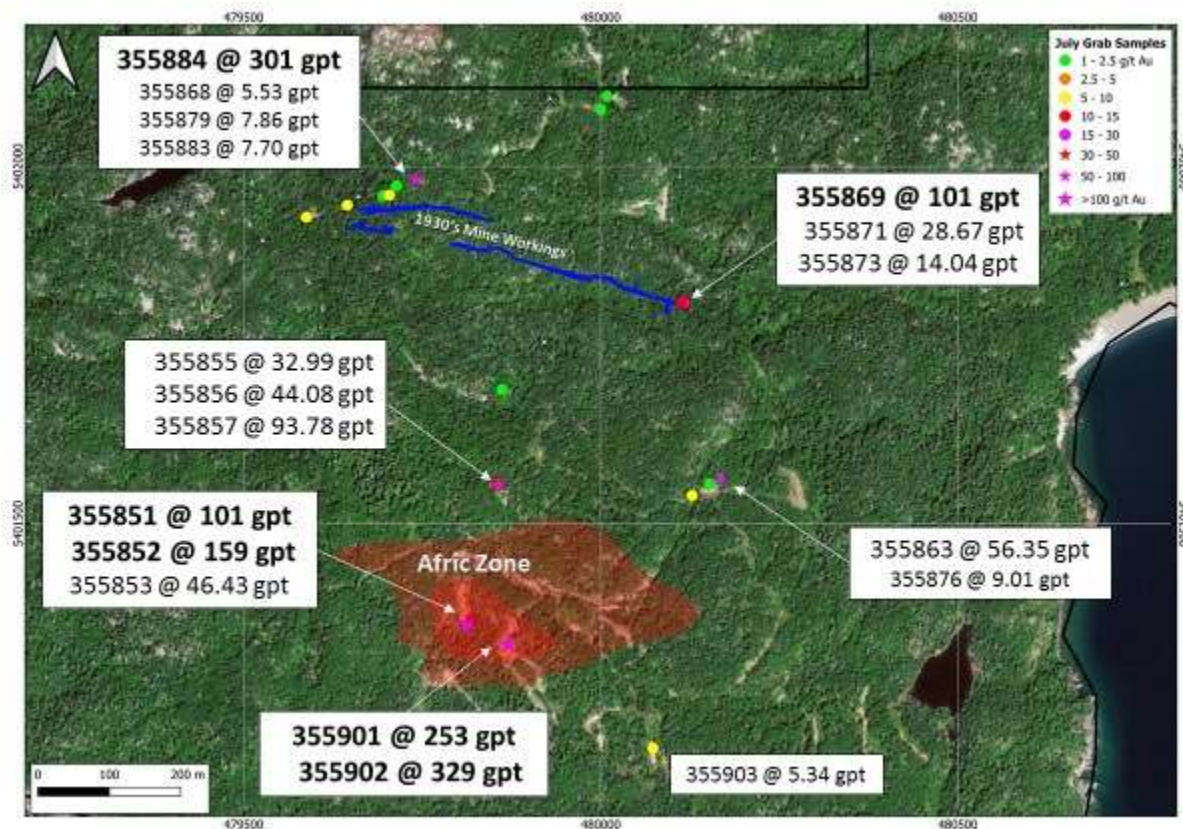 479500
480000
480500
355884 @ 301 gpt
355868 @ 5.53 gpt
355879 @ 7.86 gpt
355883 @ 7.70 gpt
July Grab Samples
1 - 2.5 g/t Au
2.5 - 5
5 - 10
10 - 15
15 - 30
30 - 50
50 - 100
>100 g/t Au
5402000
5402000
355869 @ 101 gpt
355871 @ 28.67 gpt
355873 @ 14.04 gpt
1930's Mine Workings
355855 @ 32.99 gpt
355856 @ 44.08 gpt
355857 @ 93.78 gpt
5401500
5401500
355851 @ 101 gpt
355852 @ 159 gpt
355853 @ 46.43 gpt
Afric Zone
355863 @ 56.35 gpt
355876 @ 9.01 gpt
355901 @ 253 gpt
355902 @ 329 gpt
355903 @ 5.34 gpt
0 100 200 m
479500
480000
480500